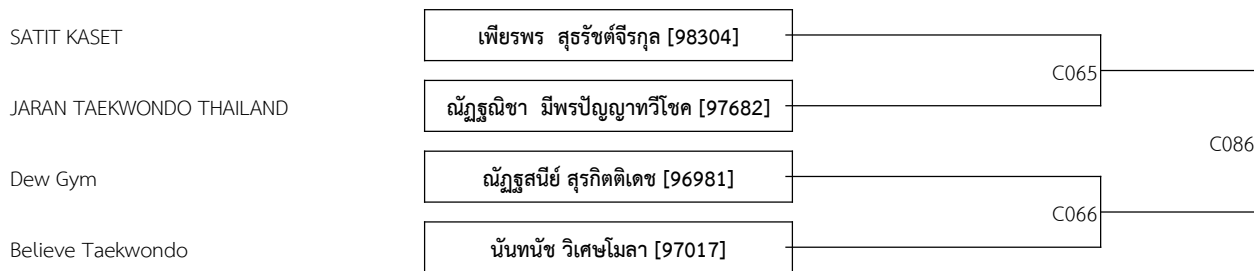 SATIT KASET เพียรพร สุธรัชต์จีรกุล [98304]
C065
JARAN TAEKWONDO THAILAND ณัฏฐณิชา มีพรปัญญาทวีโชค [97682]
C086
Dew Gym ณัฏฐสนีย์ สุรกิตติเดช [96981]
C066
Believe Taekwondo นันทนัช วิเศษโมลา [97017]